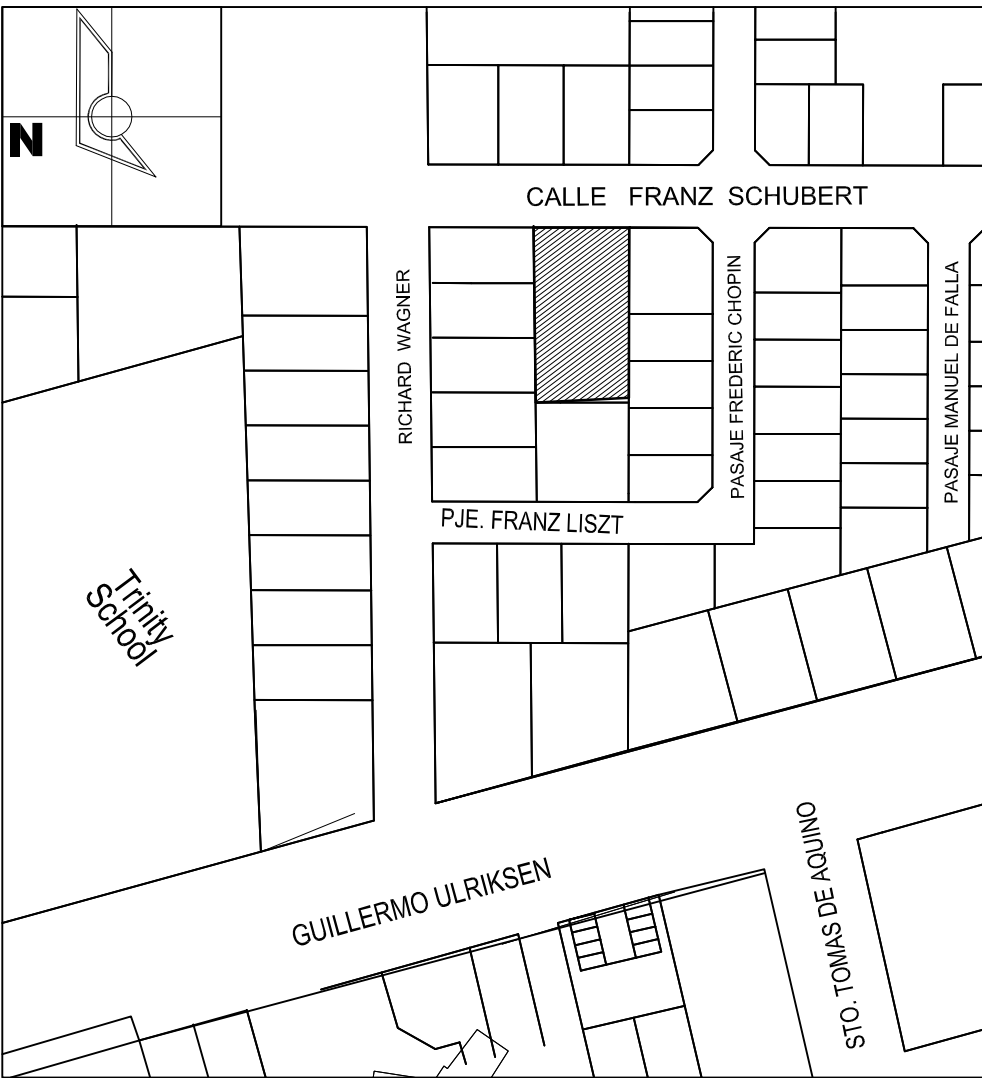 N
CALLE FRANZ SCHUBERT
RICHARD WAGNER
PASAJE FREDERIC CHOPIN
PASAJE MANUEL DE FALLA
PJE. FRANZ LISZT
Trinity
School
GUILLERMO ULRIKSEN
STO. TOMAS DE AQUINO